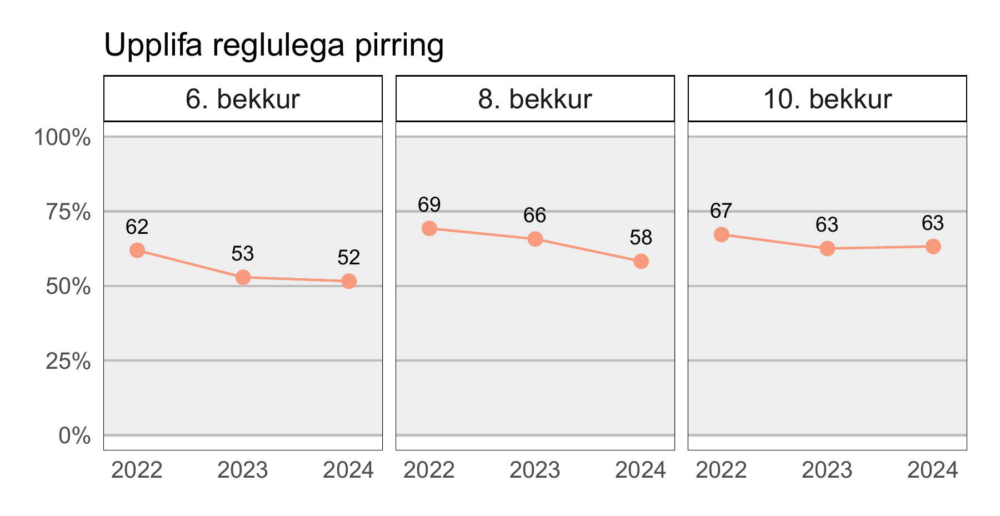 Upplifa reglulega pirring
6. bekkur 8. bekkur 10. bekkur
100%
75%
50%
25%
0%
62 53 52
69 66 58
67 63 63
2022 2023 2024 2022 2023 2024 2022 2023 2024